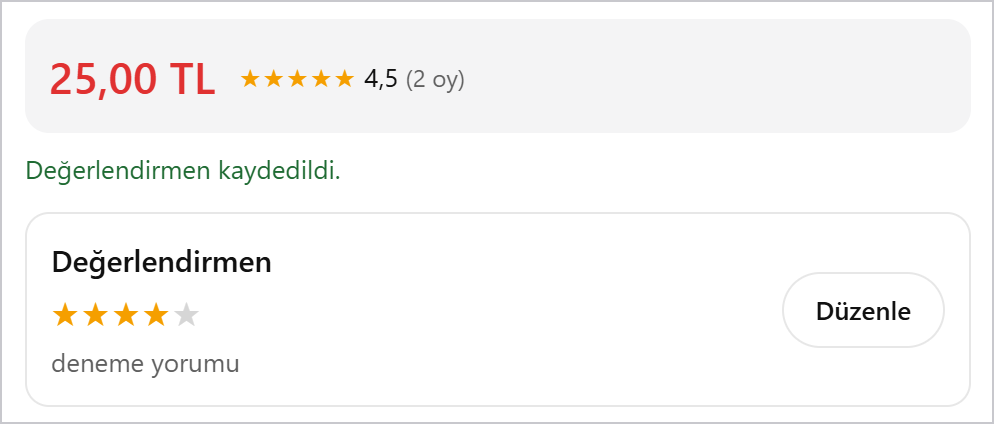 25,00 TL ★★★★★ 4,5 (2 oy)
Değerlendirmen kaydedildi.
Değerlendirmen
★★★★★
Düzenle
deneme yorumu